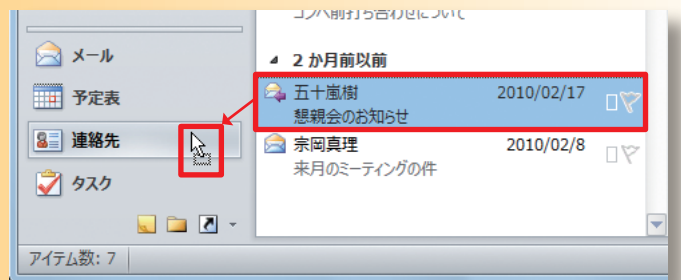 コンペ前打ち合わせについて
メール
予定表
連絡先
タスク
2 か月前以前
五十嵐樹 2010/02/17
懇親会のお知らせ
宗岡真理 2010/02/8
来月のミーティングの件
アイテム数: 7